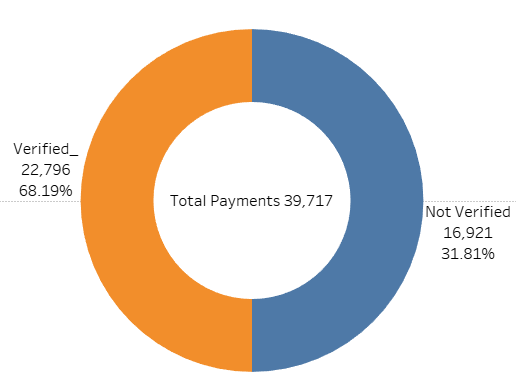 Verified_
22,796
68.19%
Total Payments 39,717
Not Verified
16,921
31.81%